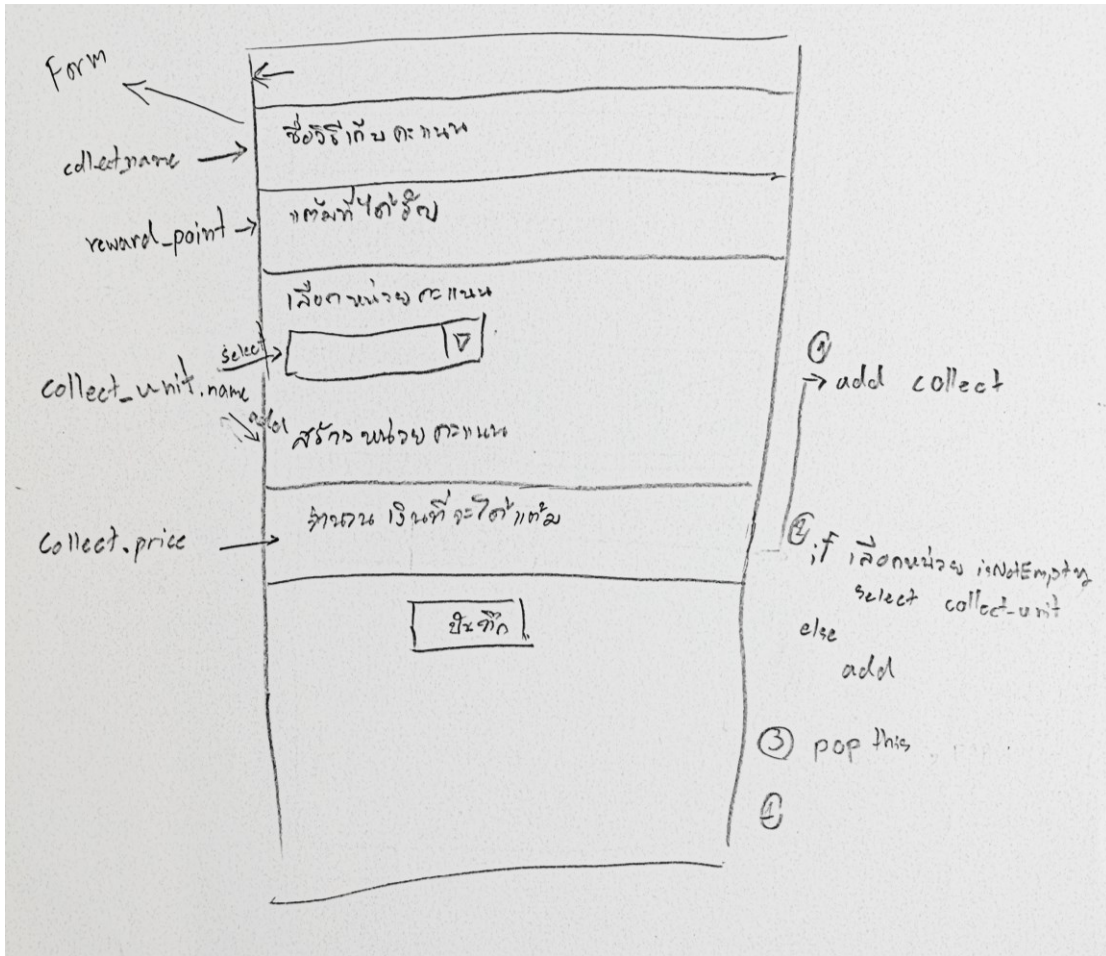 Form
collect.name
ชื่อวิธีเก็บคะแนน
reward_point
แต้มที่ได้รับ
เลือกหน่วยคะแนน
select
collect_unit.name
สร้างหน่วยคะแนน
จำนวนเงินที่จะได้แต้ม
Collect.price
บันทึก
①
add collect
②
if เลือกหน่วย isNotEmpty
select collect-unit
else
add
③ pop this